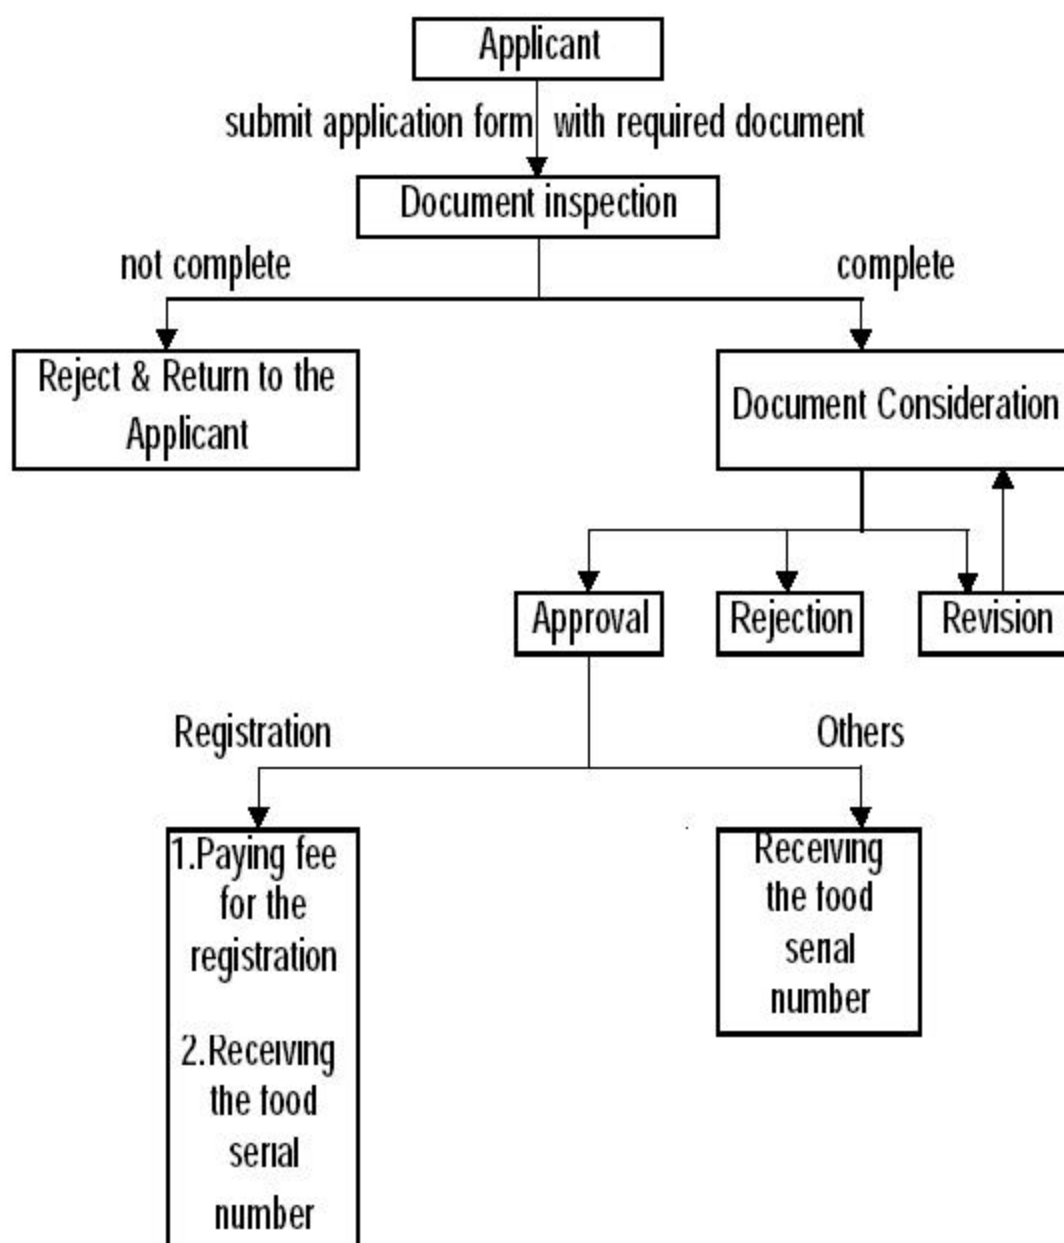 Applicant
submit application form with required document
Document inspection
not complete
complete
Reject & Return to the
Applicant
Document Consideration
Approval
Rejection
Revision
Registration
Others
1.Paying fee
for the
registration
2.Receiving
the food
serial
number
Receiving
the food
serial
number